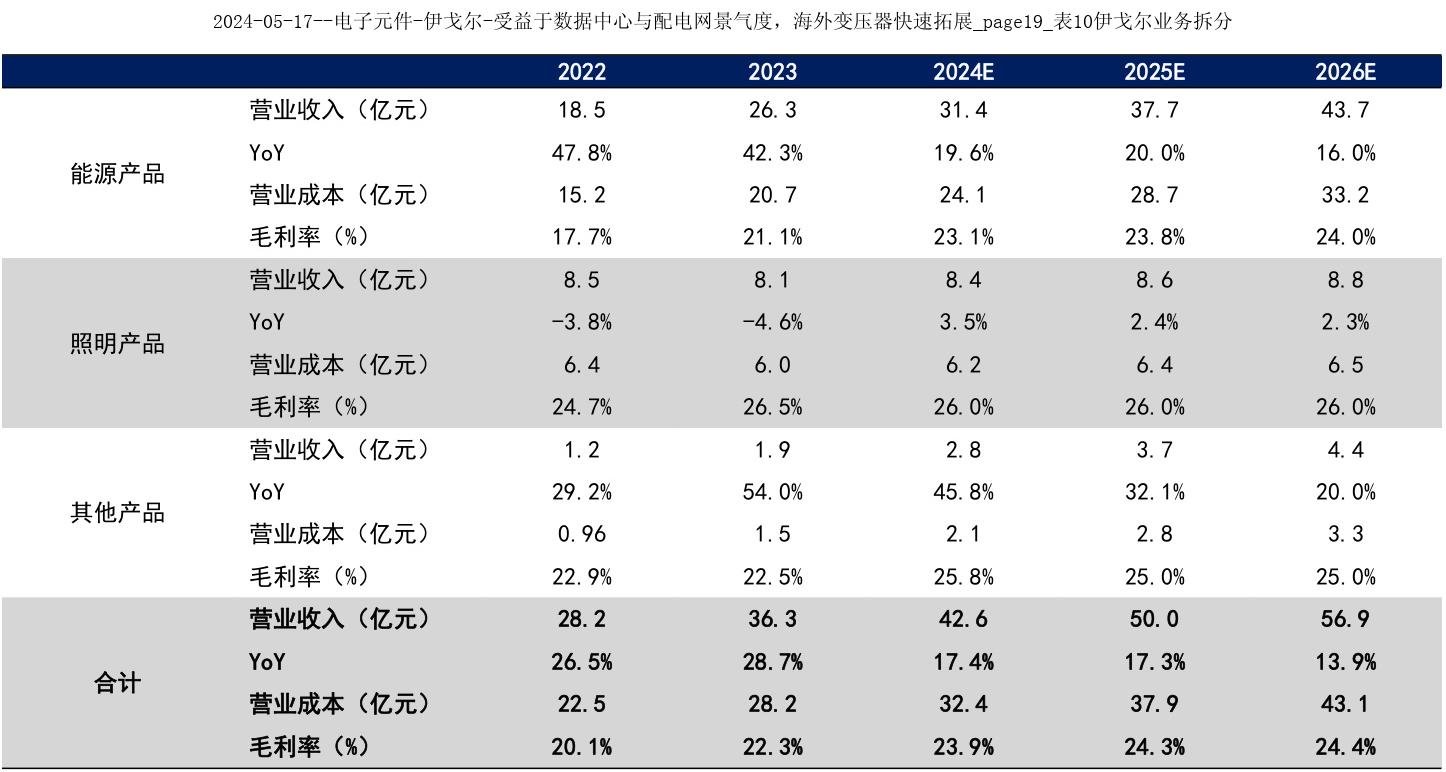 2024-05-17--电子元件-伊戈尔-受益于数据中心与配电网景气度，海外变压器快速拓展_page19_表10伊戈尔业务拆分
2022 2023 2024E 2025E 2026E
能源产品
营业收入（亿元） 18.5 26.3 31.4 37.7 43.7
YoY 47.8% 42.3% 19.6% 20.0% 16.0%
营业成本（亿元） 15.2 20.7 24.1 28.7 33.2
毛利率（%） 17.7% 21.1% 23.1% 23.8% 24.0%
照明产品
营业收入（亿元） 8.5 8.1 8.4 8.6 8.8
YoY -3.8% -4.6% 3.5% 2.4% 2.3%
营业成本（亿元） 6.4 6.0 6.2 6.4 6.5
毛利率（%） 24.7% 26.5% 26.0% 26.0% 26.0%
其他产品
营业收入（亿元） 1.2 1.9 2.8 3.7 4.4
YoY 29.2% 54.0% 45.8% 32.1% 20.0%
营业成本（亿元） 0.96 1.5 2.1 2.8 3.3
毛利率（%） 22.9% 22.5% 25.8% 25.0% 25.0%
合计
营业收入（亿元） 28.2 36.3 42.6 50.0 56.9
YoY 26.5% 28.7% 17.4% 17.3% 13.9%
营业成本（亿元） 22.5 28.2 32.4 37.9 43.1
毛利率（%） 20.1% 22.3% 23.9% 24.3% 24.4%